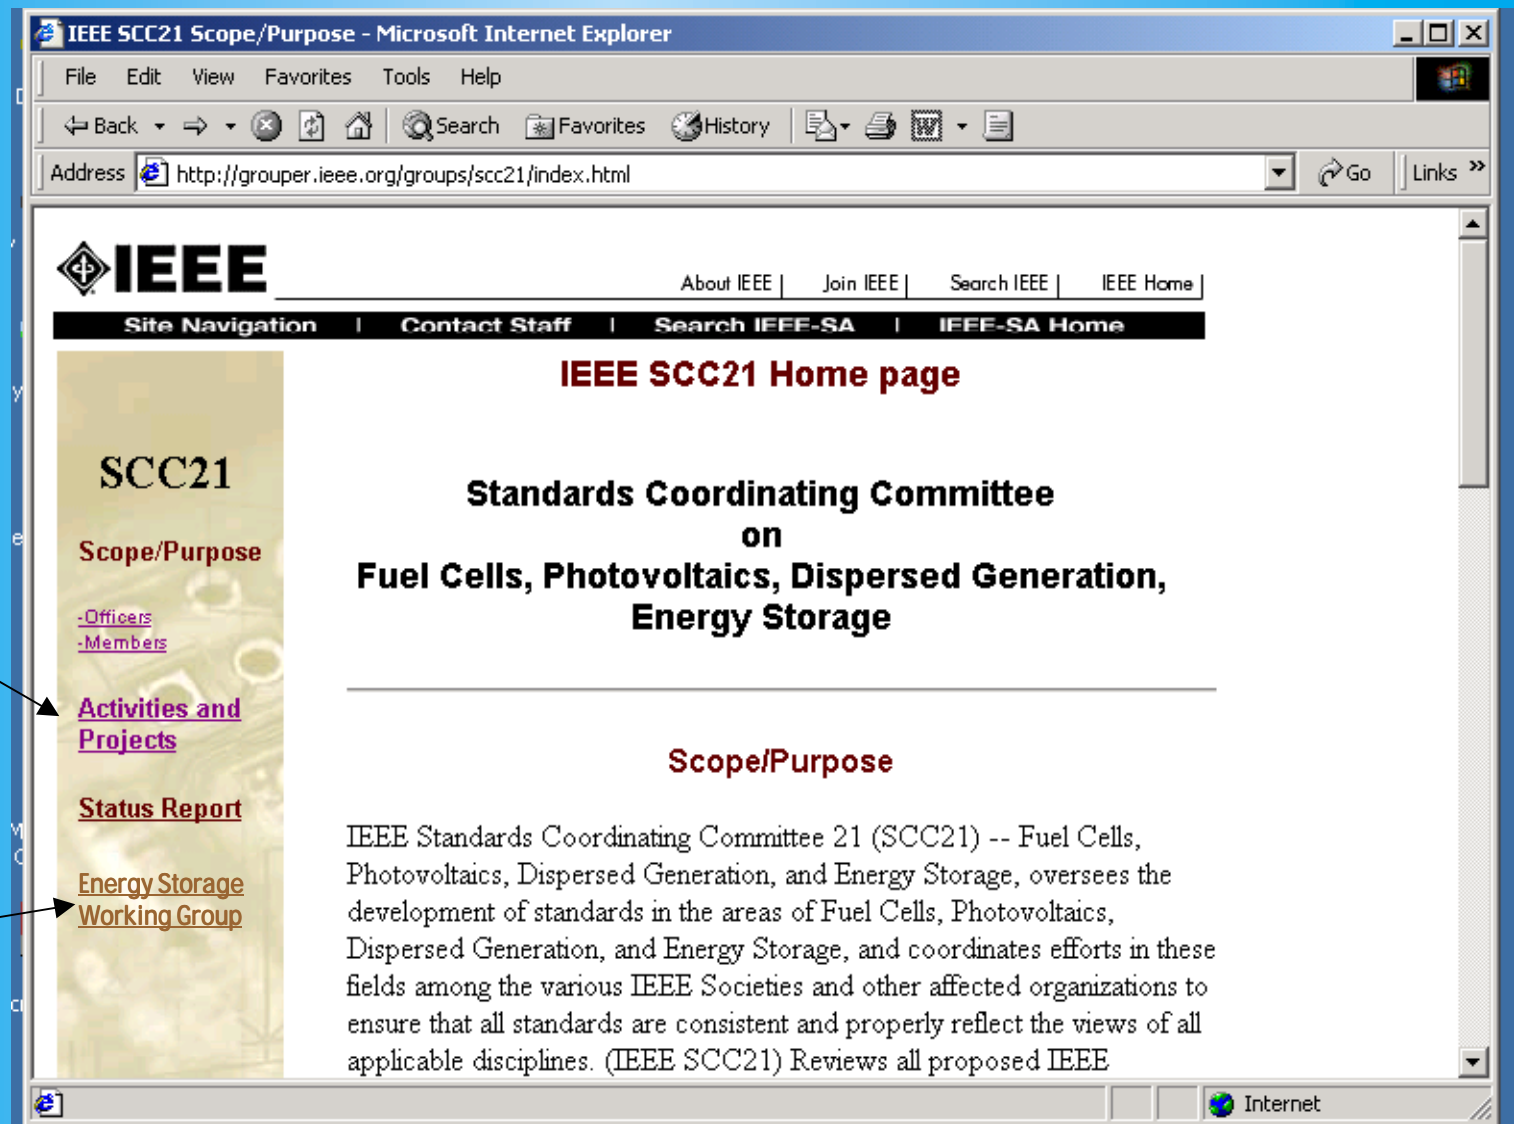 IEEE SCC21 Scope/Purpose - Microsoft Internet Explorer
File Edit View Favorites Tools Help
Back Search Favorites History
Address http://grouper.ieee.org/groups/scc21/index.html Go Links »
IEEE
About IEEE | Join IEEE | Search IEEE | IEEE Home |
Site Navigation | Contact Staff | Search IEEE-SA | IEEE-SA Home
IEEE SCC21 Home page
SCC21
Scope/Purpose
-Officers
-Members
Activities and
Projects
Status Report
Energy Storage
Working Group
Standards Coordinating Committee
on
Fuel Cells, Photovoltaics, Dispersed Generation,
Energy Storage
Scope/Purpose
IEEE Standards Coordinating Committee 21 (SCC21) -- Fuel Cells,
Photovoltaics, Dispersed Generation, and Energy Storage, oversees the
development of standards in the areas of Fuel Cells, Photovoltaics,
Dispersed Generation, and Energy Storage, and coordinates efforts in these
fields among the various IEEE Societies and other affected organizations to
ensure that all standards are consistent and properly reflect the views of all
applicable disciplines. (IEEE SCC21) Reviews all proposed IEEE
Internet